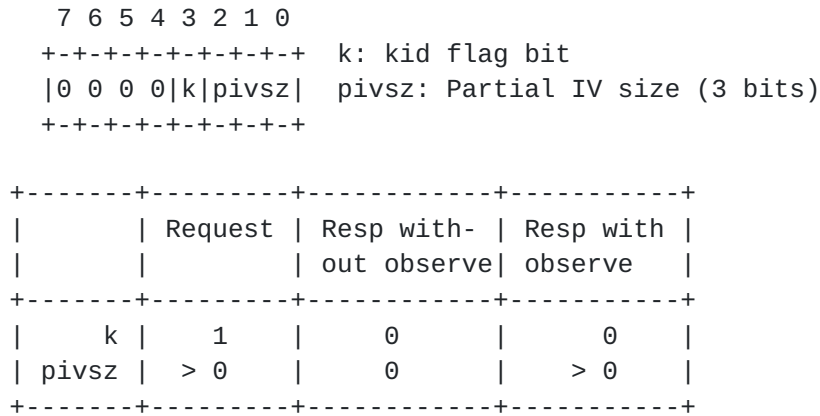 7 6 5 4 3 2 1 0
+-+-+-+-+-+-+-+-+  k: kid flag bit
|0 0 0 0|k|pivsz|  pivsz: Partial IV size (3 bits)
+-+-+-+-+-+-+-+-+

+-------+---------+------------+-----------+
|       | Request | Resp with- | Resp with |
|       |         | out observe| observe   |
+-------+---------+------------+-----------+
|     k |    1    |     0      |      0    |
| pivsz |  > 0    |     0      |    > 0    |
+-------+---------+------------+-----------+